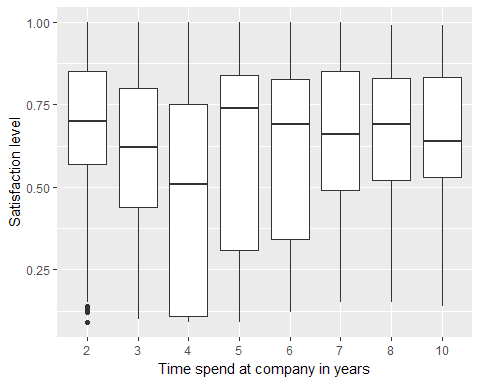 1.00
0.75
0.50
0.25
Satisfaction level
2 3 4 5 6 7 8 10
Time spend at company in years